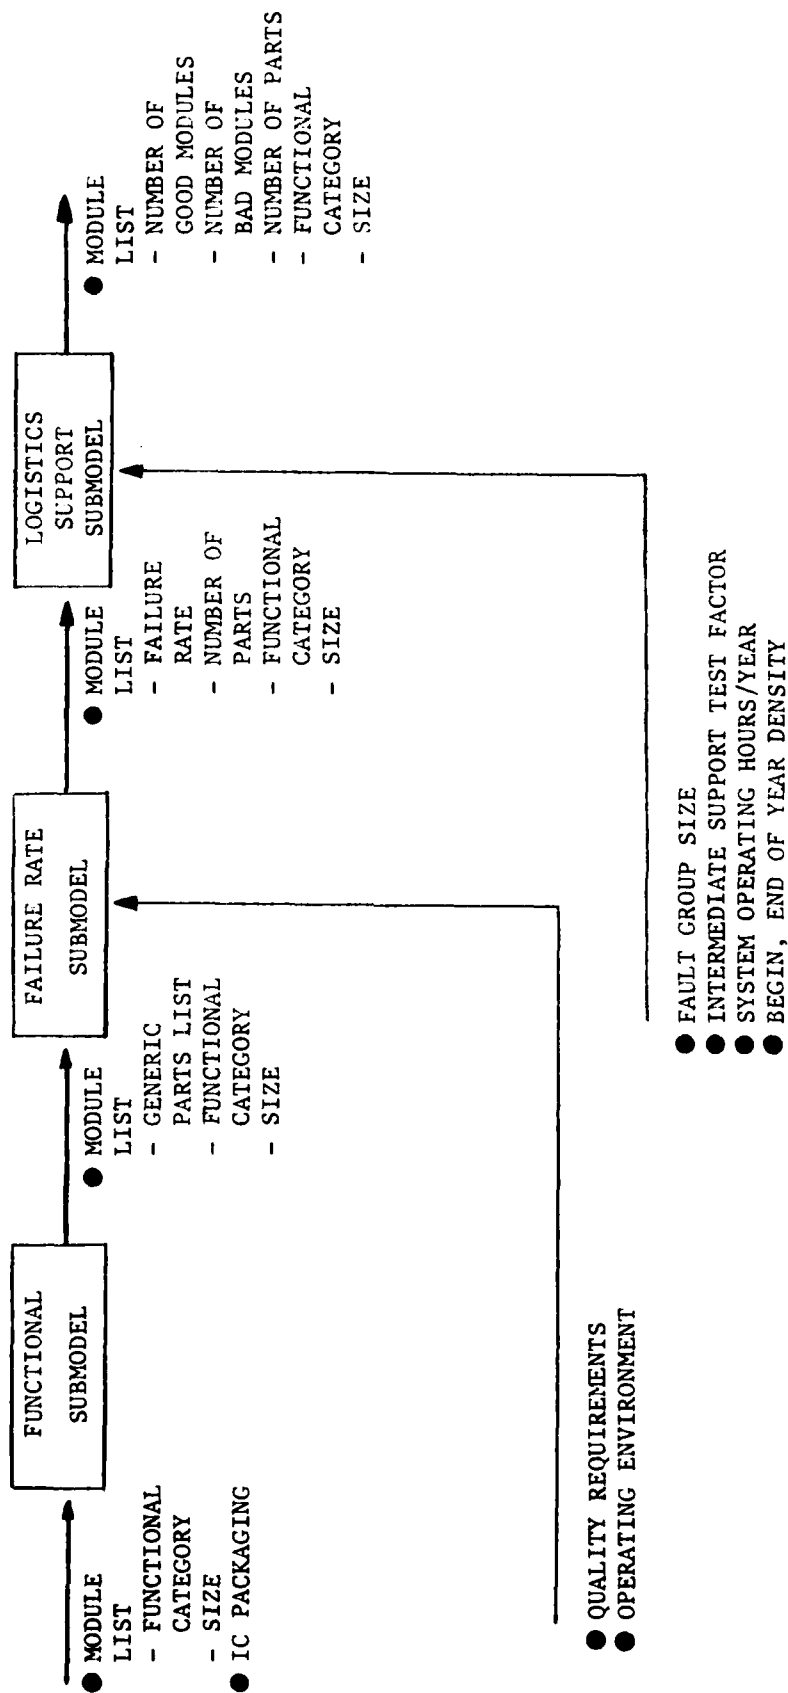 ● MODULE
LIST
- FUNCTIONAL
CATEGORY
- SIZE
● IC PACKAGING
FUNCTIONAL
SUBMODEL
● MODULE
LIST
- GENERIC
PARTS LIST
- FUNCTIONAL
CATEGORY
- SIZE
FAILURE RATE
SUBMODEL
● MODULE
LIST
- FAILURE
RATE
- NUMBER OF
PARTS
- FUNCTIONAL
CATEGORY
- SIZE
LOGISTICS
SUPPORT
SUBMODEL
● MODULE
LIST
- NUMBER OF
GOOD MODULES
- NUMBER OF
BAD MODULES
- NUMBER OF PARTS
- FUNCTIONAL
CATEGORY
- SIZE
● QUALITY REQUIREMENTS
● OPERATING ENVIRONMENT
● FAULT GROUP SIZE
● INTERMEDIATE SUPPORT TEST FACTOR
● SYSTEM OPERATING HOURS/YEAR
● BEGIN, END OF YEAR DENSITY